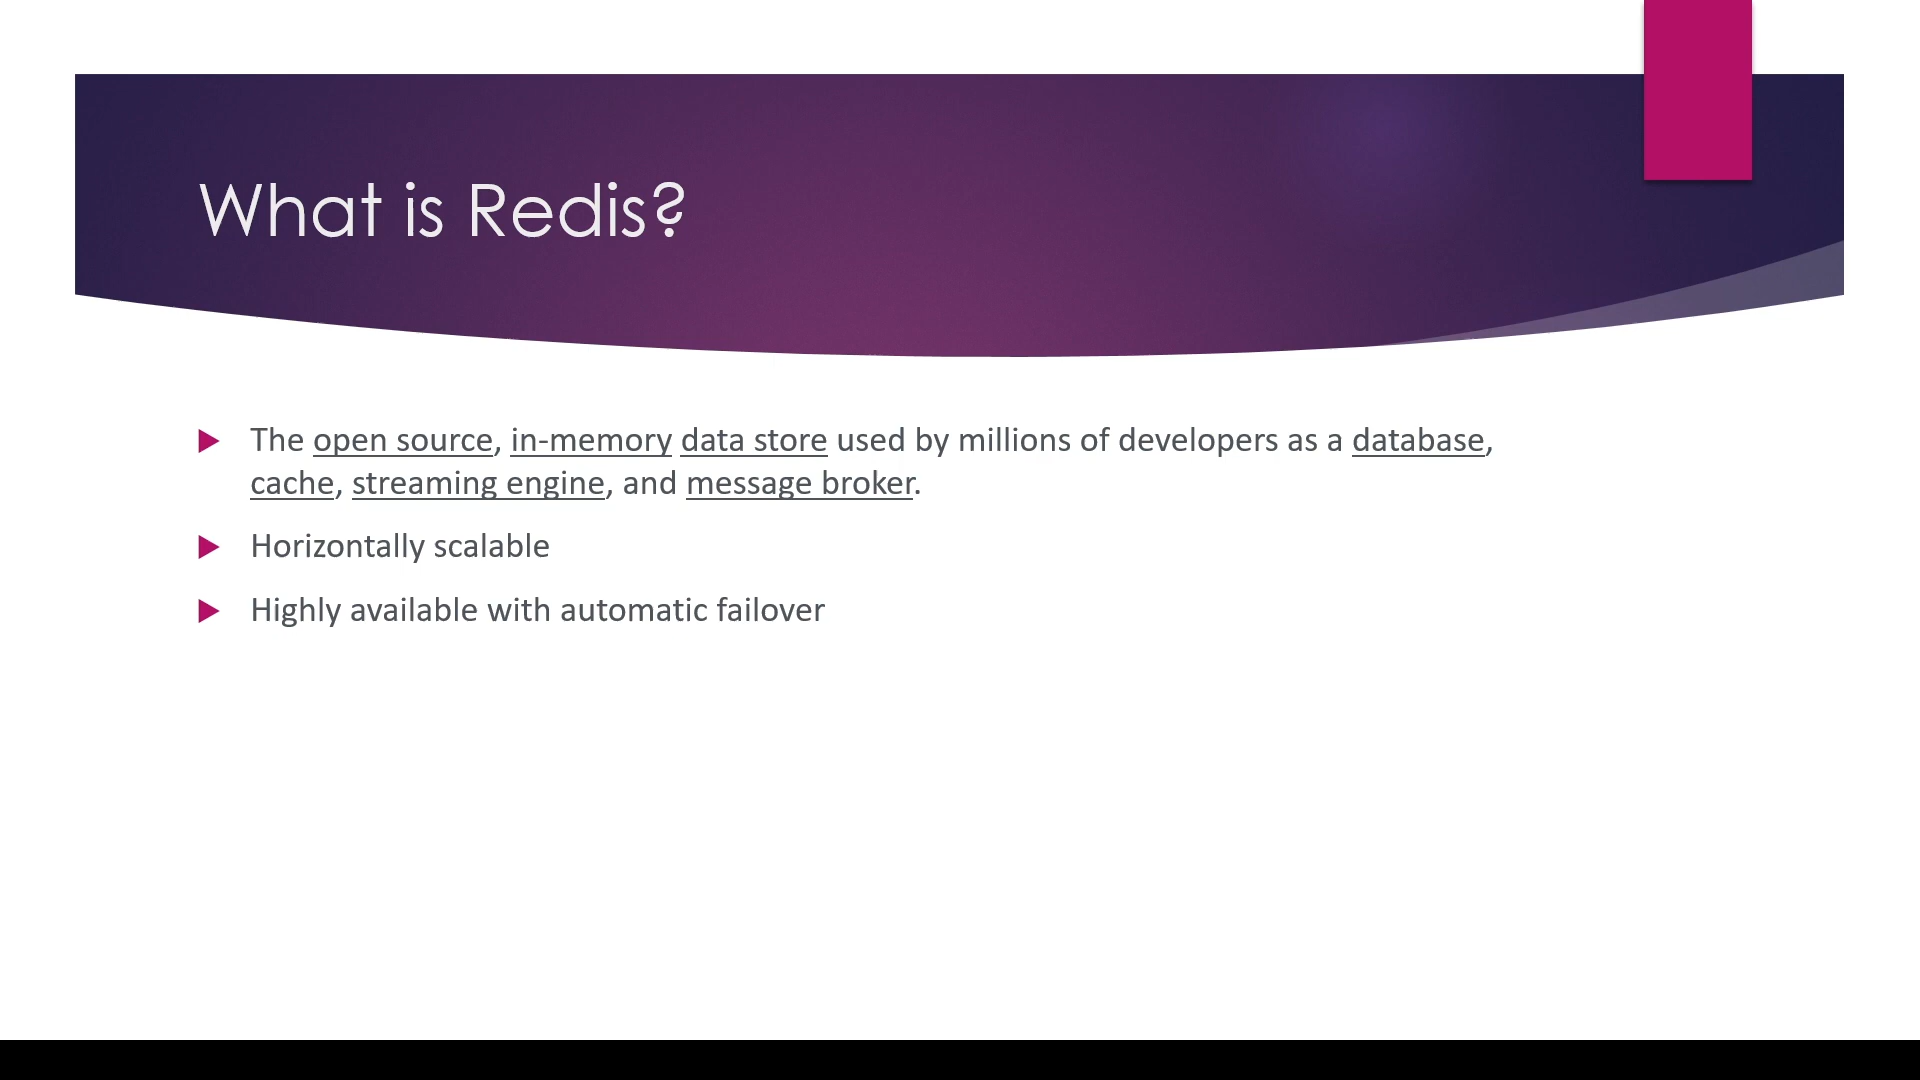 What is Redis?
The open source, in-memory data store used by millions of developers as a database,
cache, streaming engine, and message broker.
Horizontally scalable
Highly available with automatic failover